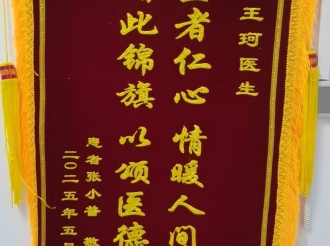 王珂医生
者仁心 情暖人间
此锦旗 以颂医德
患者张小普 敬
二〇二五年五